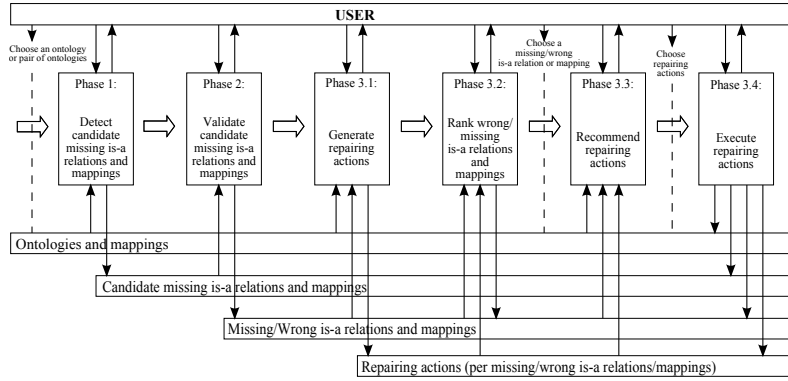 USER
Choose an ontology
or pair of ontologies
Choose a
missing/wrong
is-a relation or mapping
Choose
repairing
actions
Phase 1:
Detect
candidate
missing is-a
relations and
mappings
Phase 2:
Validate
candidate
missing is-a
relations and
mappings
Phase 3.1:
Generate
repairing
actions
Phase 3.2:
Rank wrong/
missing
is-a relations
and
mappings
Phase 3.3:
Recommend
repairing
actions
Phase 3.4:
Execute
repairing
actions
Ontologies and mappings
Candidate missing is-a relations and mappings
Missing/Wrong is-a relations and mappings
Repairing actions (per missing/wrong is-a relations/mappings)